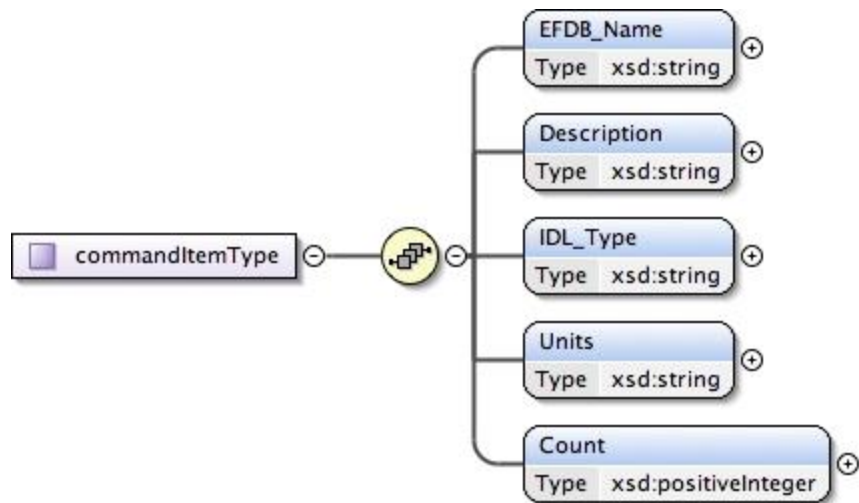 EFDB_Name
Type xsd:string
Description
Type xsd:string
commandItemType
IDL_Type
Type xsd:string
Units
Type xsd:string
Count
Type xsd:positiveInteger